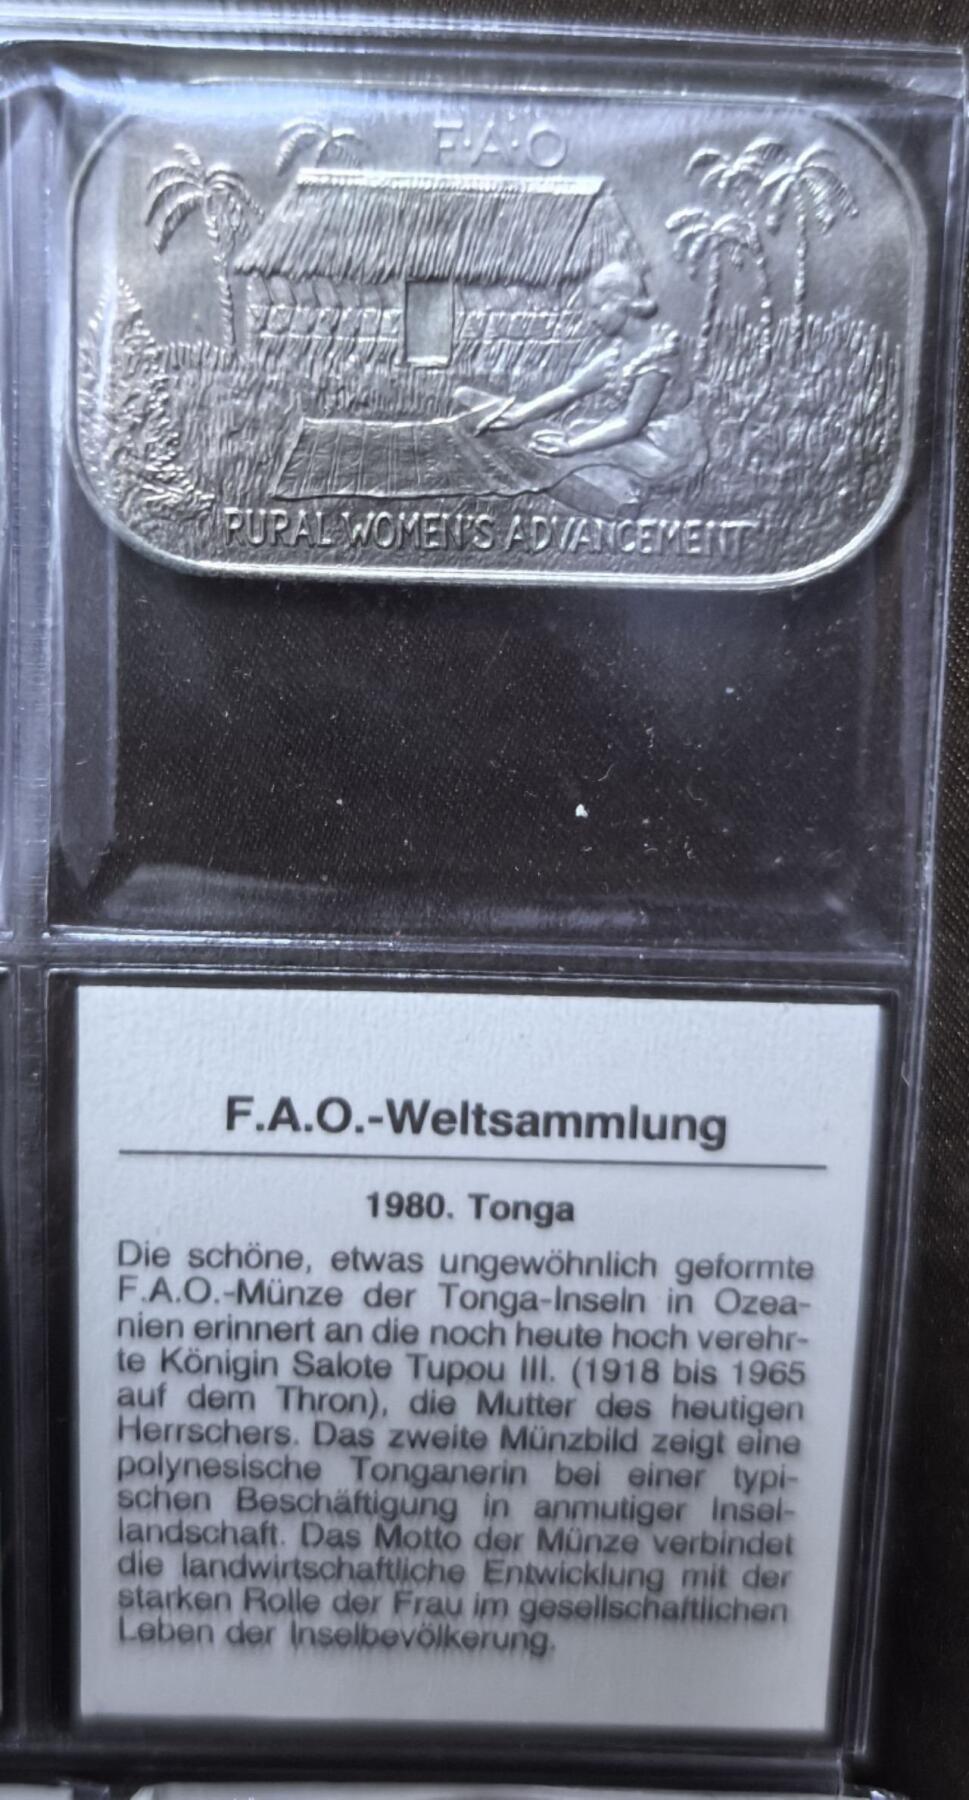 F·A·O
RURAL WOMEN'S ADVANCEMENT
F.A.O.-Weltsammlung
1980. Tonga
Die schöne, etwas ungewöhnlich geformte
F.A.O.-Münze der Tonga-Inseln in Ozea-
nien erinnert an die noch heute hoch verehr-
te Königin Salote Tupou III. (1918 bis 1965
auf dem Thron), die Mutter des heutigen
Herrschers. Das zweite Münzbild zeigt eine
polynesische Tonganerin bei einer typi-
schen Beschäftigung in anmutiger Insel-
landschaft. Das Motto der Münze verbindet
die landwirtschaftliche Entwicklung mit der
starken Rolle der Frau im gesellschaftlichen
Leben der Inselbevölkerung.